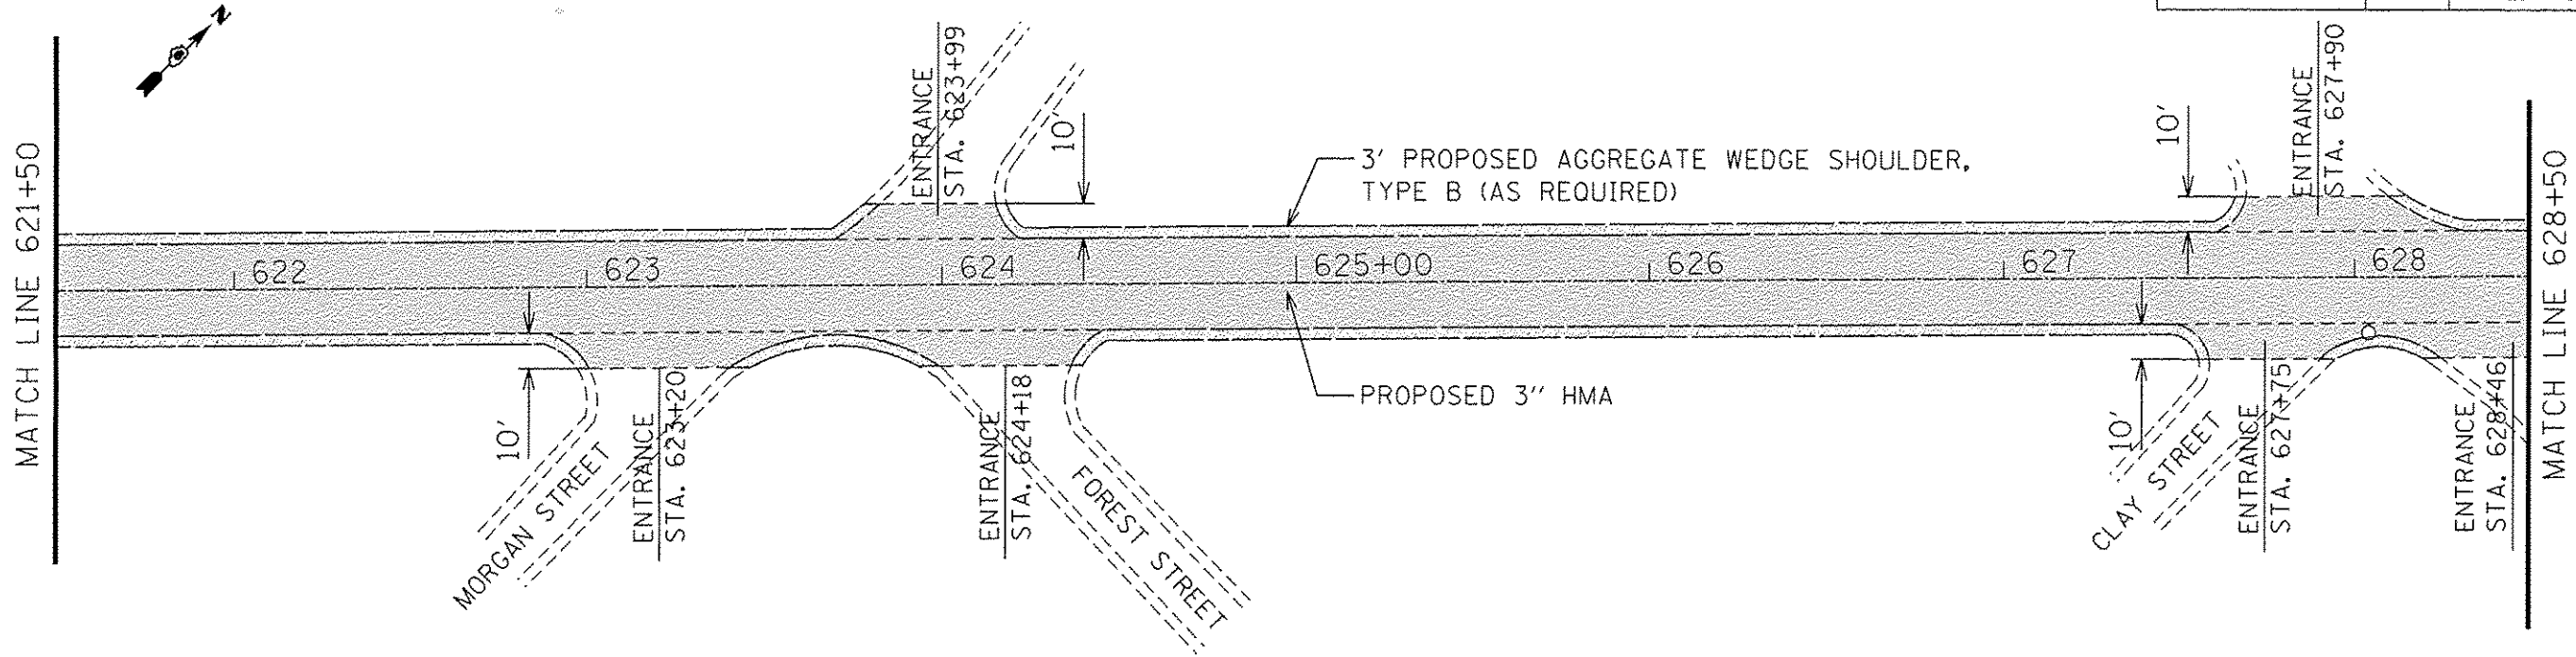 N
MATCH LINE 621+50
ENTRANCE
STA. 623+99
10'
3' PROPOSED AGGREGATE WEDGE SHOULDER,
TYPE B (AS REQUIRED)
10'
ENTRANCE
STA. 627+90
MATCH LINE 628+50
622
623
624
625+00
626
627
628
PROPOSED 3" HMA
10'
MORGAN STREET
ENTRANCE
STA. 623+20
ENTRANCE
STA. 624+18
FOREST STREET
10'
CLAY STREET
ENTRANCE
STA. 627+75
ENTRANCE
STA. 628+46